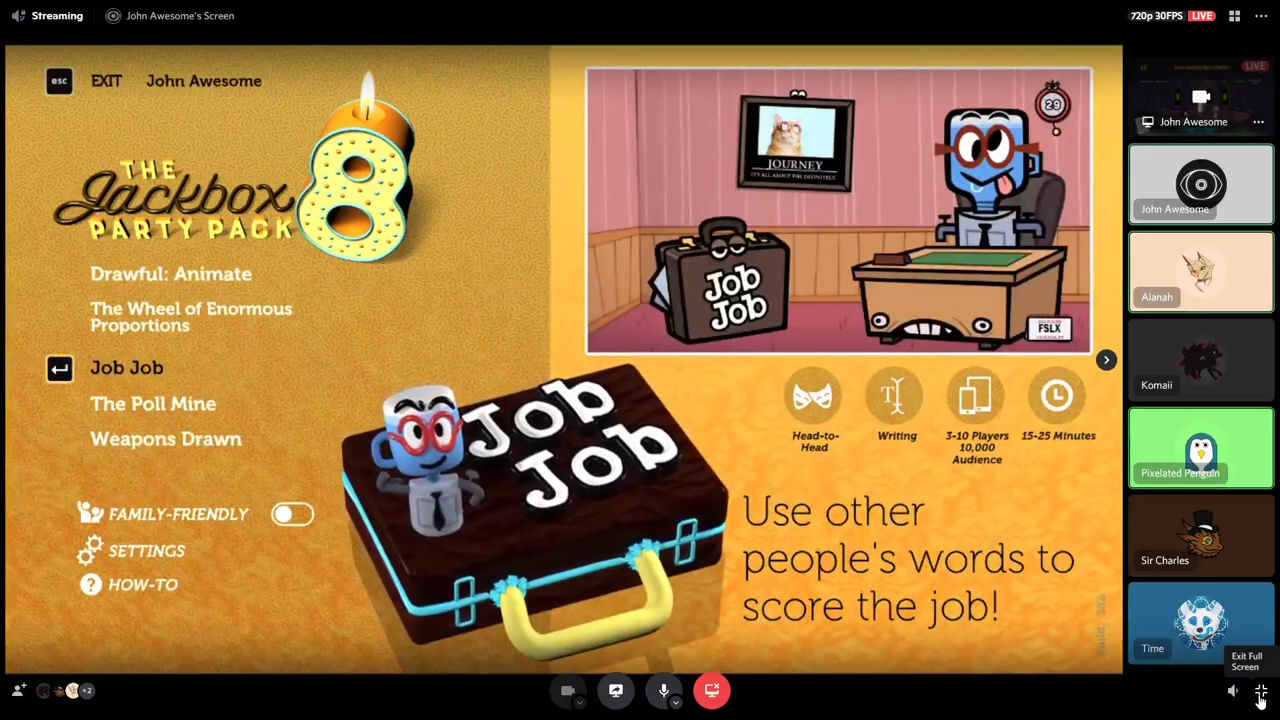 Streaming
John Awesome's Screen
720p 30FPS LIVE
esc EXIT John Awesome
THE
Jackbox
PARTY PACK
8
Drawful: Animate
The Wheel of Enormous
Proportions
Job Job
The Poll Mine
Weapons Drawn
FAMILY-FRIENDLY
SETTINGS
? HOW-TO
JOURNEY
29
Job
Job
FSLX
Job
Job
Head-to-
Head
Writing
3-10 Players
10,000
Audience
15-25 Minutes
Use other
people's words to
score the job!
LIVE
John Awesome
John Awesome
Alanah
Komaii
Pixelated Penguin
Sir Charles
Time
Exit Full
Screen
+2